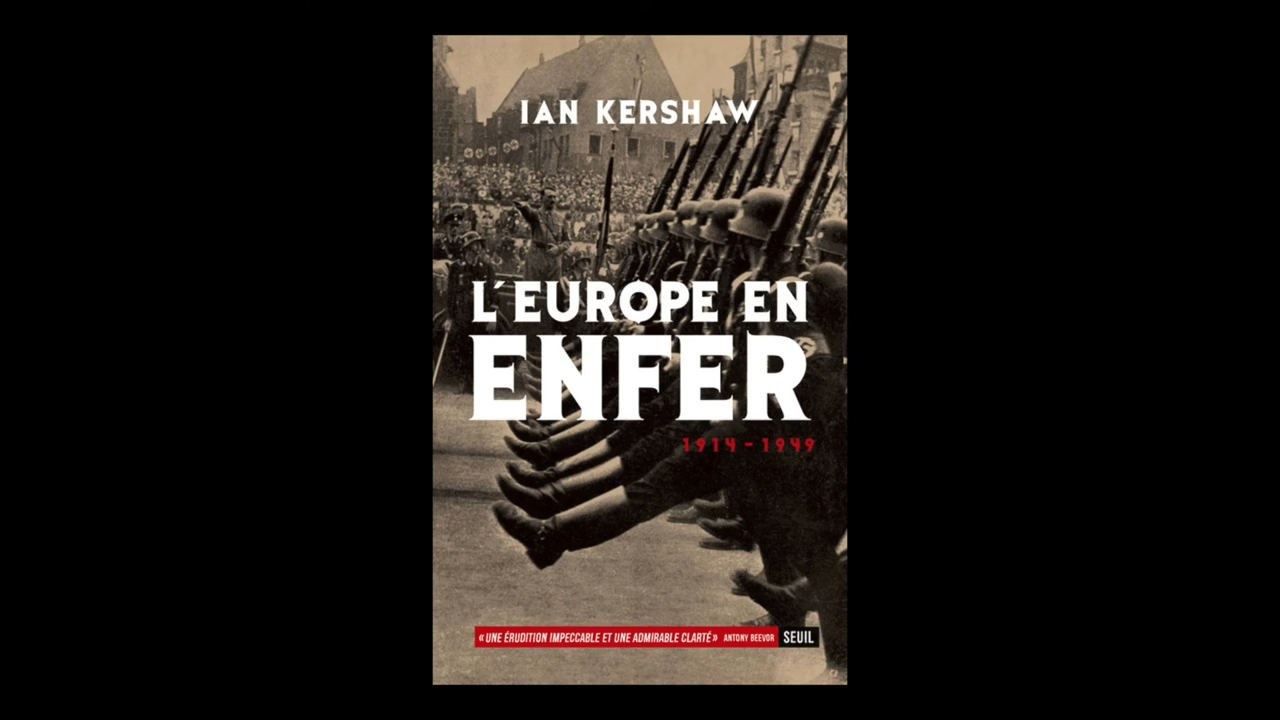 IAN KERSHAW
L'EUROPE EN
ENFER
1914-1949
« UNE ÉRUDITION IMPECCABLE ET UNE ADMIRABLE CLARTÉ » ANTONY BEEVOR SEUIL